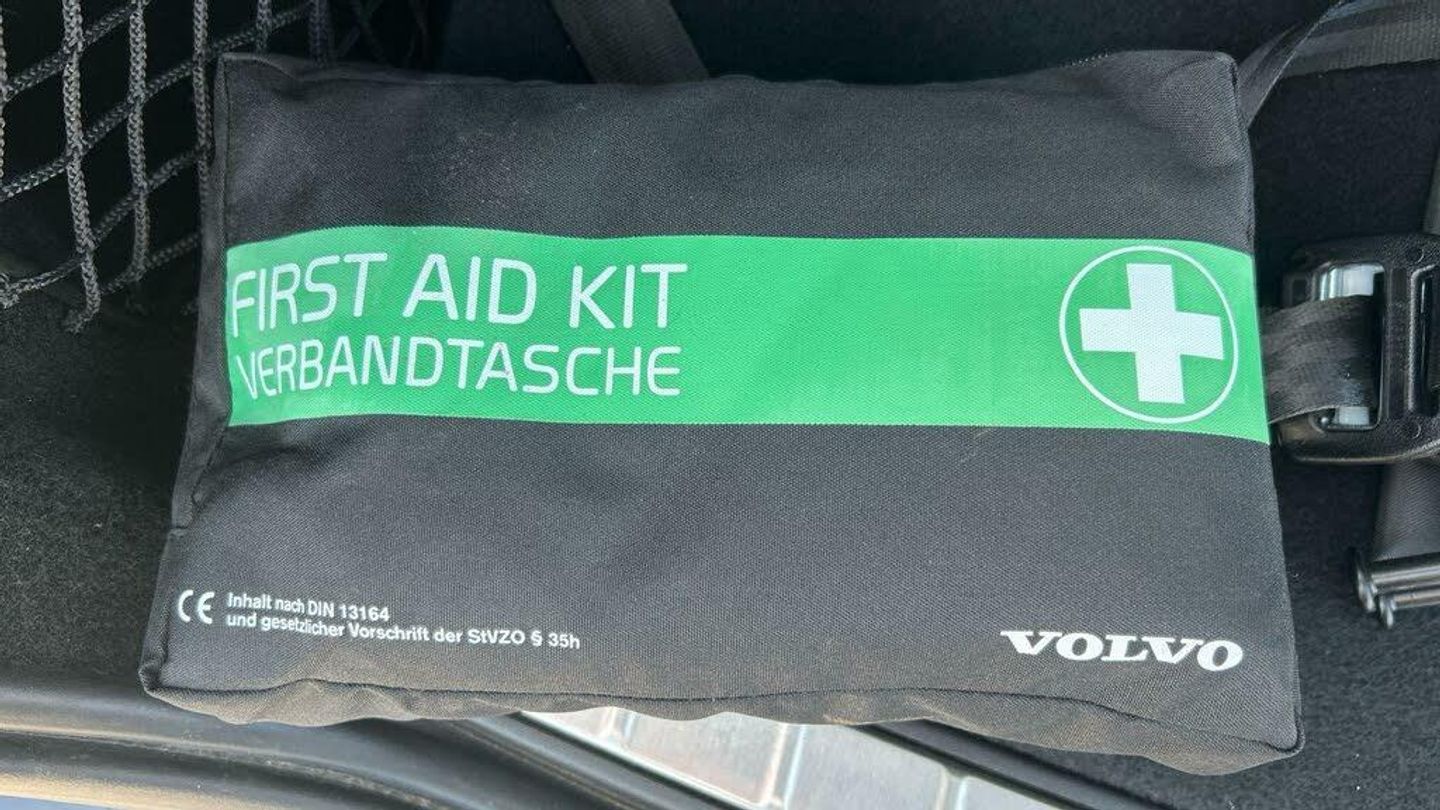 FIRST AID KIT
VERBANDTASCHE
CE Inhalt nach DIN 13164
und gesetzlicher Vorschrift der StVZO § 35h
VOLVO